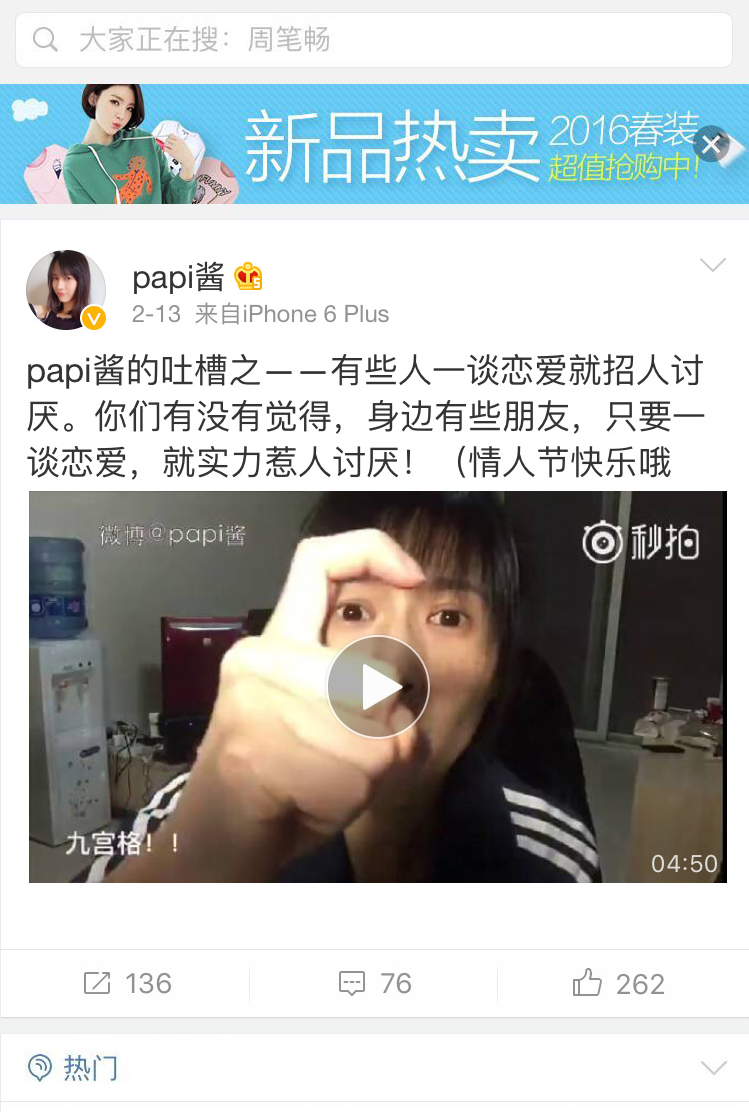 大家正在搜：周笔畅
新品热卖
2016春装
超值抢购中！
papi酱
2-13 来自iPhone 6 Plus
papi酱的吐槽之——有些人一谈恋爱就招人讨
厌。你们有没有觉得，身边有些朋友，只要一
谈恋爱，就实力惹人讨厌！（情人节快乐哦
微博@papi酱
秒拍
九宫格！！
04:50
136
76
262
热门